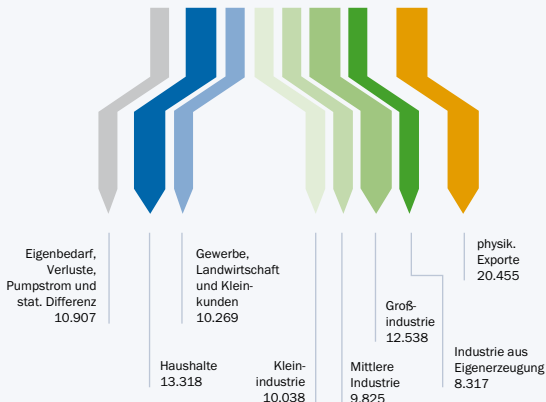 Eigenbedarf,
Verluste,
Pumpstrom und
stat. Differenz
10.907
Haushalte
13.318
Gewerbe,
Landwirtschaft
und Klein-
kunden
10.269
Klein-
industrie
10.038
Mittlere
Industrie
9.825
Groß-
industrie
12.538
Industrie aus
Eigenerzeugung
8.317
physik.
Exporte
20.455